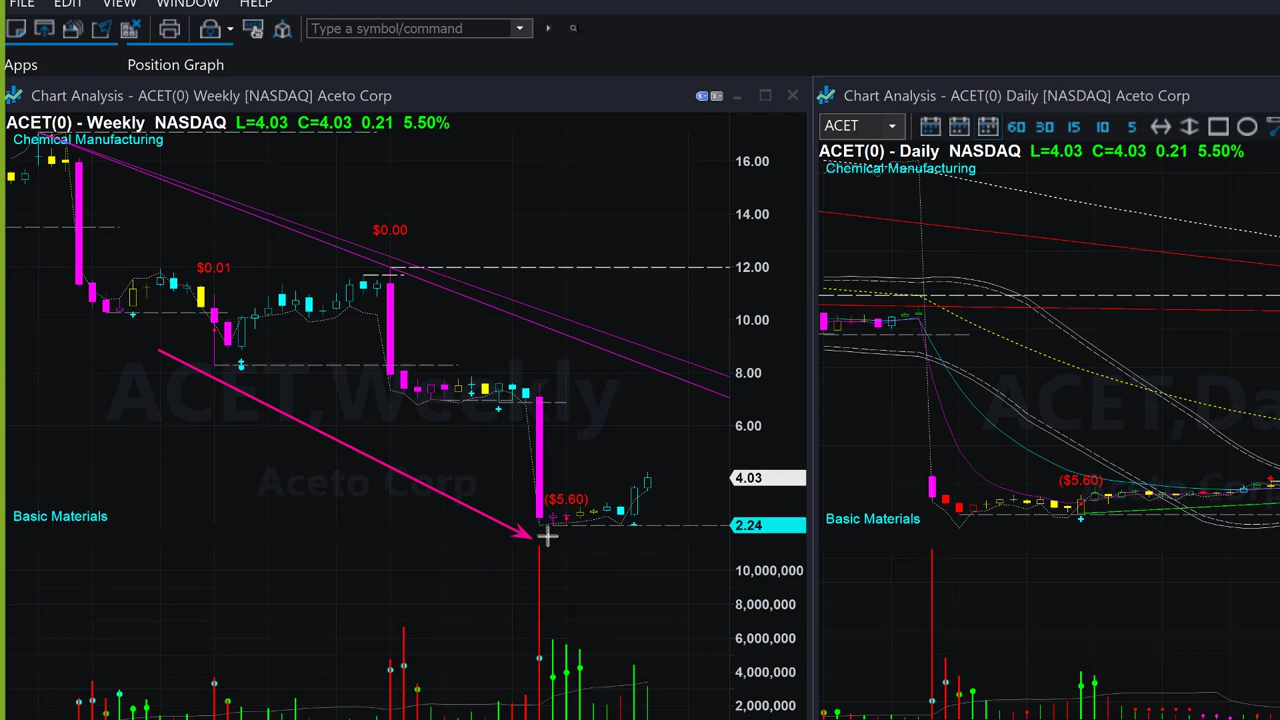 FILE EDIT VIEW WINDOW HELP
Type a symbol/command
Apps Position Graph
Chart Analysis - ACET(0) Weekly [NASDAQ] Aceto Corp
ACET(0) - Weekly NASDAQ L=4.03 C=4.03 0.21 5.50%
Chemical Manufacturing
16.00
14.00
$0.00
$0.01
12.00
10.00
8.00
6.00
ACET,Weekly
Aceto Corp
4.03
($5.60)
2.24
Basic Materials
10,000,000
8,000,000
6,000,000
4,000,000
2,000,000
Chart Analysis - ACET(0) Daily [NASDAQ] Aceto Corp
ACET 60 30 15 10 5
ACET(0) - Daily NASDAQ L=4.03 C=4.03 0.21 5.50%
Chemical Manufacturing
($5.60)
Basic Materials